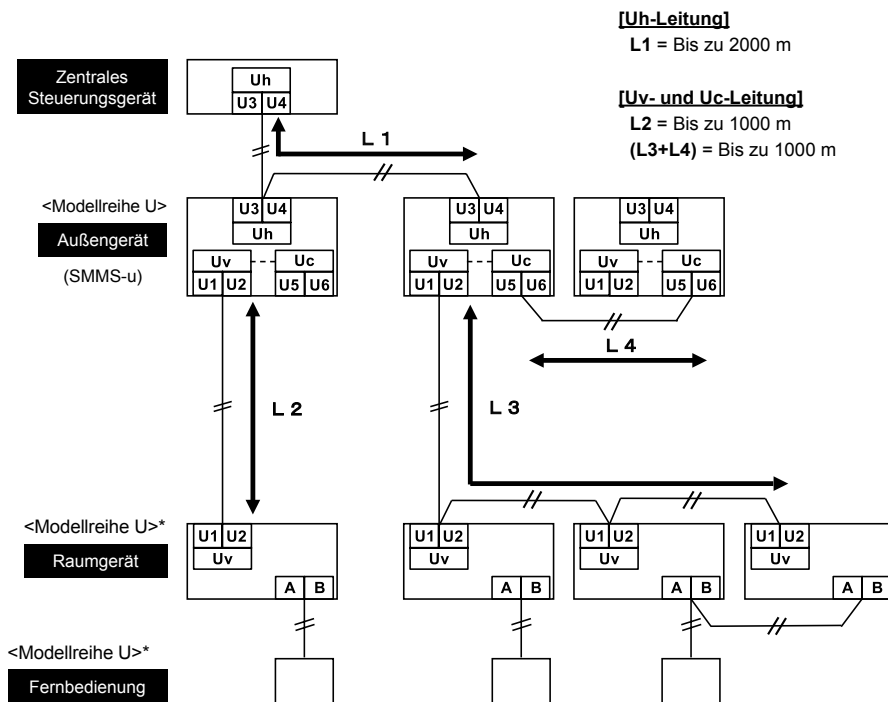 [Uh-Leitung]
L1 = Bis zu 2000 m
[Uv- und Uc-Leitung]
L2 = Bis zu 1000 m
(L3+L4) = Bis zu 1000 m
Zentrales
Steuerungsgerät
Uh
U3 U4
L 1
<Modellreihe U>
Außengerät
(SMMS-u)
U3 U4 U3 U4 U3 U4
Uh Uh Uh
Uv Uc Uv Uc Uv Uc
U1 U2 U5 U6 U1 U2 U5 U6 U1 U2 U5 U6
L 4
L 2 L 3
<Modellreihe U>*
Raumgerät
U1 U2 U1 U2 U1 U2 U1 U2
Uv Uv Uv Uv
A B A B A B A B
<Modellreihe U>*
Fernbedienung